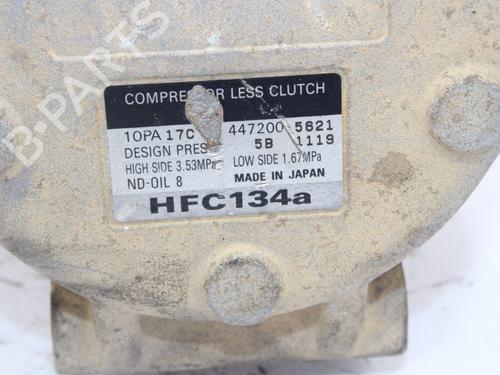 COMPRESSOR LESS CLUTCH
10PA 17C 447200-5621
DESIGN PRESS 5B 1119
HIGH SIDE 3.53MPa LOW SIDE 1.67MPa
ND-OIL 8 MADE IN JAPAN
HFC134a
B-PARTS